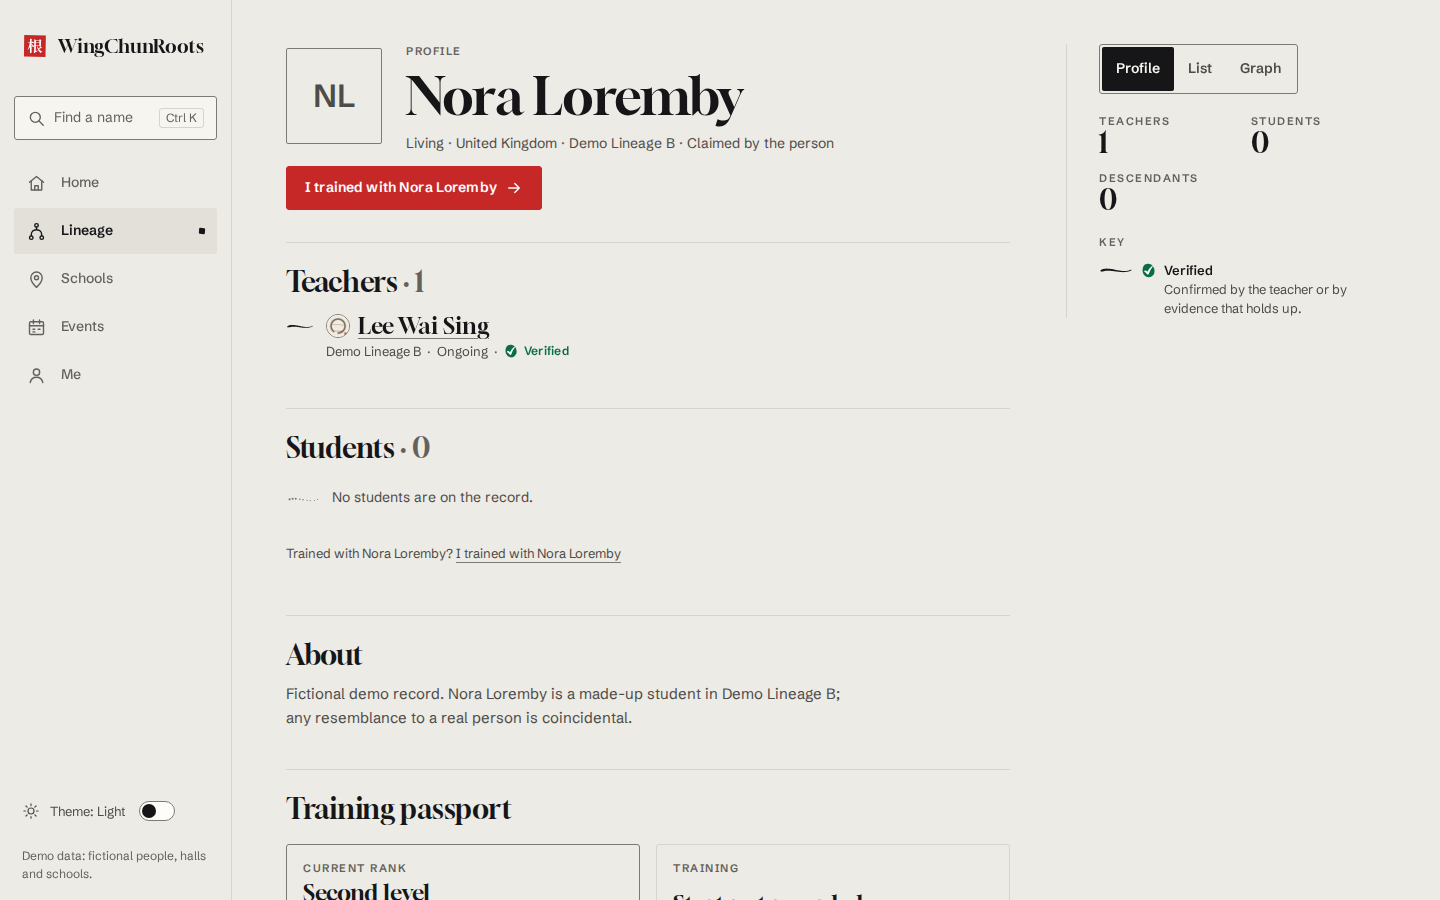 根 WingChunRoots
Find a name Ctrl K
Home
Lineage
Schools
Events
Me
Theme: Light
Demo data: fictional people, halls
and schools.
NL
PROFILE
Nora Loremby
Living · United Kingdom · Demo Lineage B · Claimed by the person
I trained with Nora Loremby →
Teachers · 1
Lee Wai Sing
Demo Lineage B · Ongoing · Verified
Students · 0
No students are on the record.
Trained with Nora Loremby? I trained with Nora Loremby
About
Fictional demo record. Nora Loremby is a made-up student in Demo Lineage B;
any resemblance to a real person is coincidental.
Training passport
CURRENT RANK
Second level
TRAINING
Profile List Graph
TEACHERS
1
STUDENTS
0
DESCENDANTS
0
KEY
Verified
Confirmed by the teacher or by
evidence that holds up.